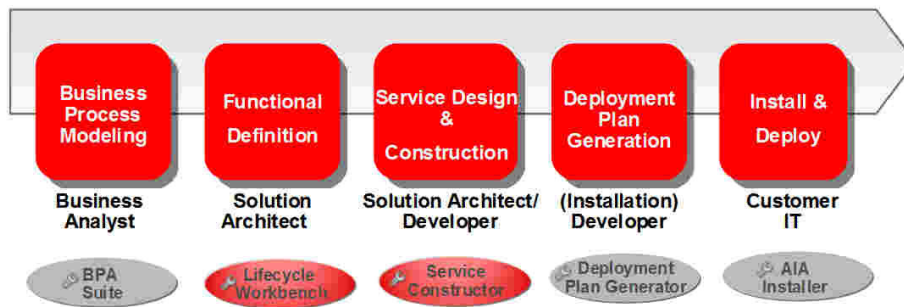 Business
Process
Modeling
Functional
Definition
Service Design
&
Construction
Deployment
Plan
Generation
Install &
Deploy
Business
Analyst
Solution
Architect
Solution Architect/
Developer
(Installation)
Developer
Customer
IT
BPA
Suite
Lifecycle
Workbench
Service
Constructor
Deployment
Plan Generator
AIA
Installer